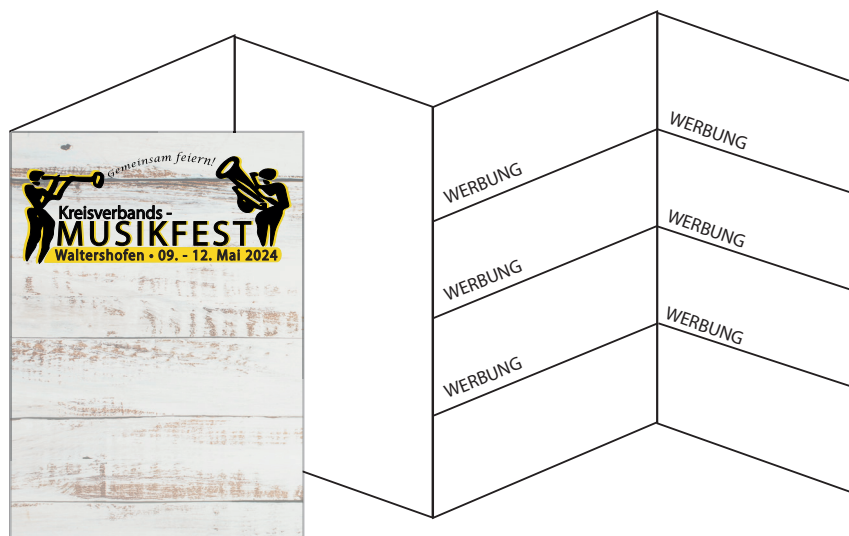 Gemeinsam feiern!
Kreisverbands -
MUSIKFEST
Waltershofen • 09. - 12. Mai 2024
WERBUNG
WERBUNG
WERBUNG
WERBUNG
WERBUNG
WERBUNG